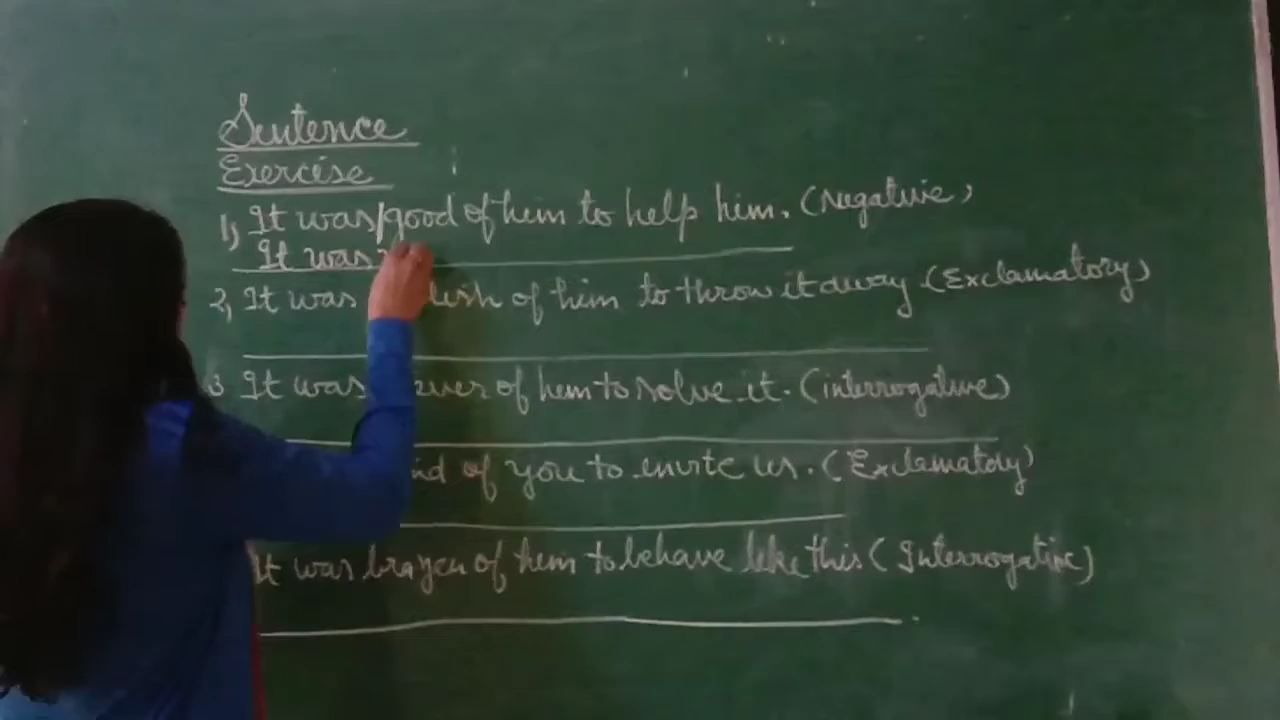 Sentence
Exercise
1, It was/good of him to help him. (Negative)
It was
2, It was of him to throw it away (Exclamatory)
3 It was of him to solve it. (interrogative)
of you to invite us. (Exclamatory)
It was brazen of him to behave like this (Interrogative)